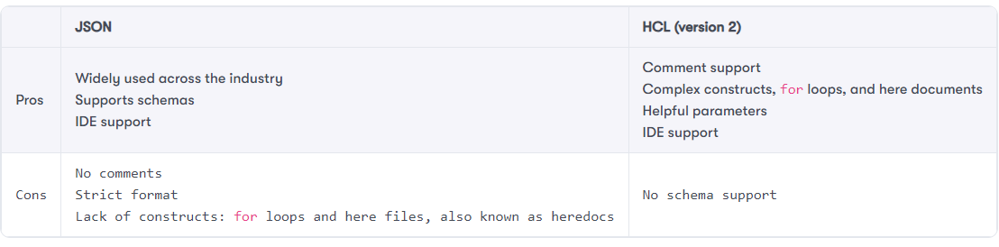 JSON
HCL (version 2)
Pros
Widely used across the industry
Supports schemas
IDE support
Comment support
Complex constructs, for loops, and here documents
Helpful parameters
IDE support
Cons
No comments
Strict format
Lack of constructs: for loops and here files, also known as heredocs
No schema support